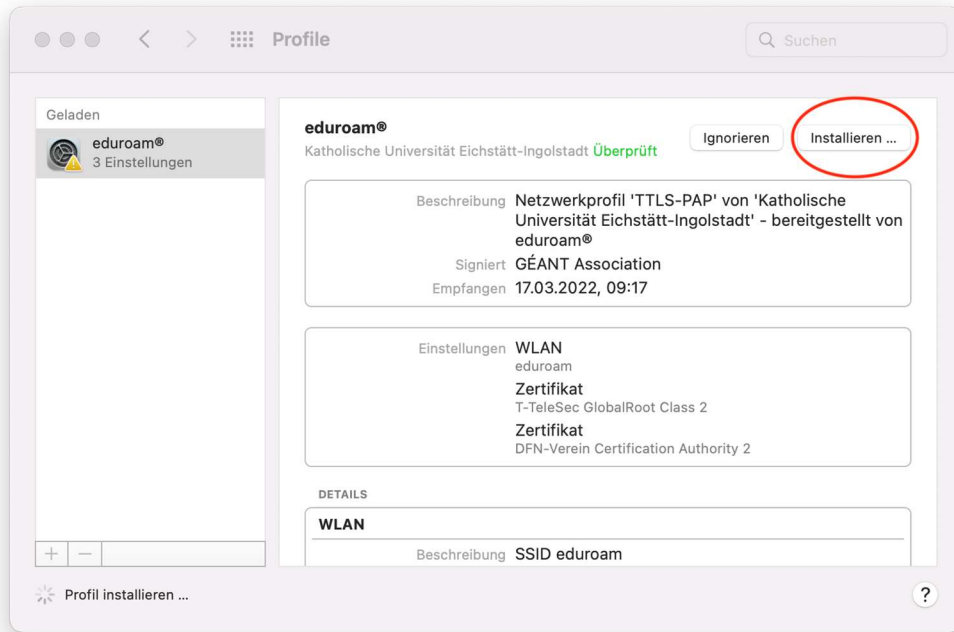 Profile
Suchen
Geladen
eduroam®
3 Einstellungen
eduroam®
Katholische Universität Eichstätt-Ingolstadt Überprüft
Ignorieren
Installieren ...
Beschreibung Netzwerkprofil 'TTLS-PAP' von 'Katholische
Universität Eichstätt-Ingolstadt' - bereitgestellt von
eduroam®
Signiert GÉANT Association
Empfangen 17.03.2022, 09:17
Einstellungen WLAN
eduroam
Zertifikat
T-TeleSec GlobalRoot Class 2
Zertifikat
DFN-Verein Certification Authority 2
DETAILS
WLAN
Beschreibung SSID eduroam
Profil installieren ...
?